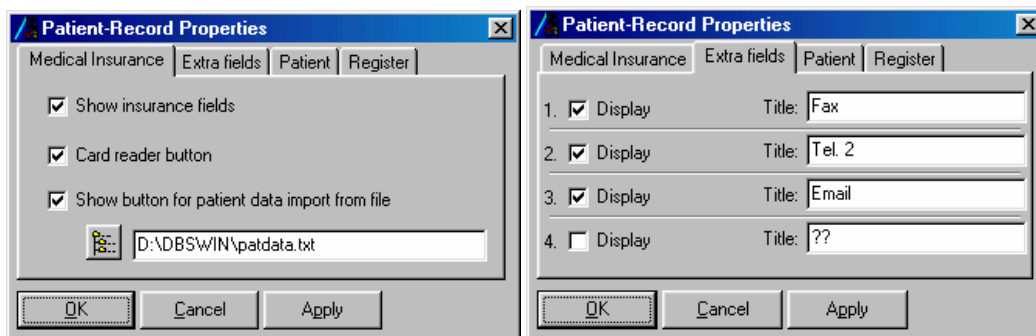 Patient-Record Properties
Medical Insurance Extra fields Patient Register
Show insurance fields
Card reader button
Show button for patient data import from file
D:\DBSWIN\patdata.txt
OK Cancel Apply
Patient-Record Properties
Medical Insurance Extra fields Patient Register
1. Display Title: Fax
2. Display Title: Tel. 2
3. Display Title: Email
4. Display Title: ??
OK Cancel Apply